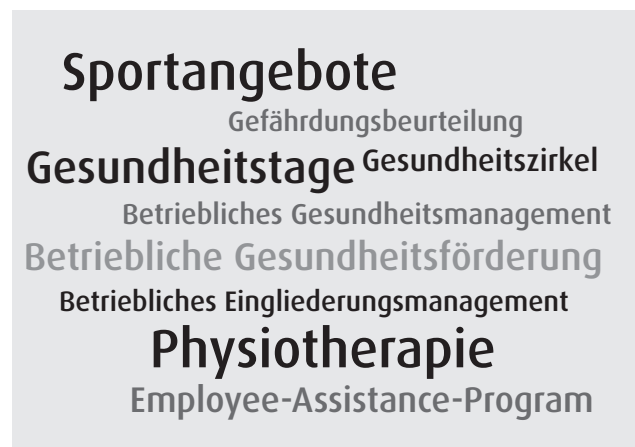 Sportangebote
Gefährdungsbeurteilung
Gesundheitstage Gesundheitszirkel
Betriebliches Gesundheitsmanagement
Betriebliche Gesundheitsförderung
Betriebliches Eingliederungsmanagement
Physiotherapie
Employee-Assistance-Program